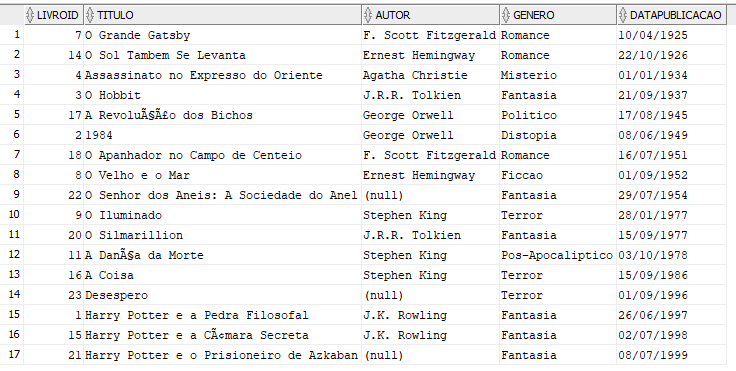 LIVROID TITULO AUTOR GENERO DATAPUBLICACAO
1 7 O Grande Gatsby F. Scott Fitzgerald Romance 10/04/1925
2 14 O Sol Tambem Se Levanta Ernest Hemingway Romance 22/10/1926
3 4 Assassinato no Expresso do Oriente Agatha Christie Misterio 01/01/1934
4 3 O Hobbit J.R.R. Tolkien Fantasia 21/09/1937
5 17 A RevoluÃ§Ã£o dos Bichos George Orwell Politico 17/08/1945
6 2 1984 George Orwell Distopia 08/06/1949
7 18 O Apanhador no Campo de Centeio F. Scott Fitzgerald Romance 16/07/1951
8 8 O Velho e o Mar Ernest Hemingway Ficcao 01/09/1952
9 22 O Senhor dos Aneis: A Sociedade do Anel (null) Fantasia 29/07/1954
10 9 O Iluminado Stephen King Terror 28/01/1977
11 20 O Silmarillion J.R.R. Tolkien Fantasia 15/09/1977
12 11 A DanÃ§a da Morte Stephen King Pos-Apocaliptico 03/10/1978
13 16 A Coisa Stephen King Terror 15/09/1986
14 23 Desespero (null) Terror 01/09/1996
15 1 Harry Potter e a Pedra Filosofal J.K. Rowling Fantasia 26/06/1997
16 15 Harry Potter e a CÃ¢mara Secreta J.K. Rowling Fantasia 02/07/1998
17 21 Harry Potter e o Prisioneiro de Azkaban (null) Fantasia 08/07/1999